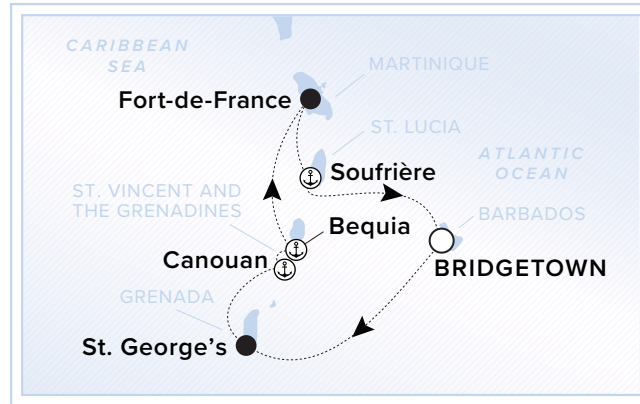 CARIBBEAN
SEA
MARTINIQUE
Fort-de-France
ST. LUCIA
Soufrière
ATLANTIC
OCEAN
ST. VINCENT AND
THE GRENADINES
BARBADOS
Bequia
Canouan
BRIDGETOWN
GRENADA
St. George’s